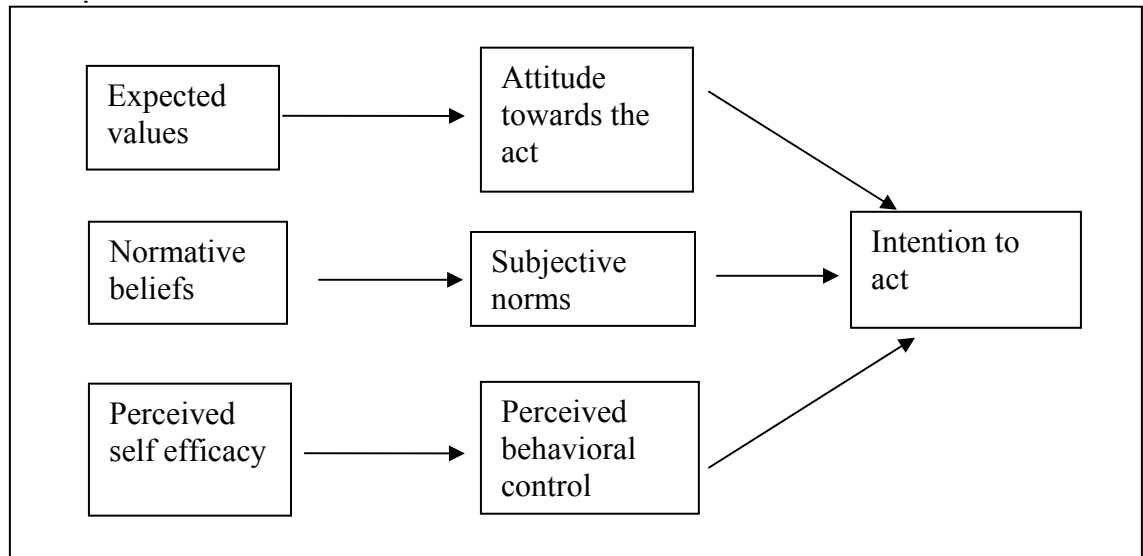 Expected
values
Attitude
towards the
act
Normative
beliefs
Subjective
norms
Intention to
act
Perceived
self efficacy
Perceived
behavioral
control